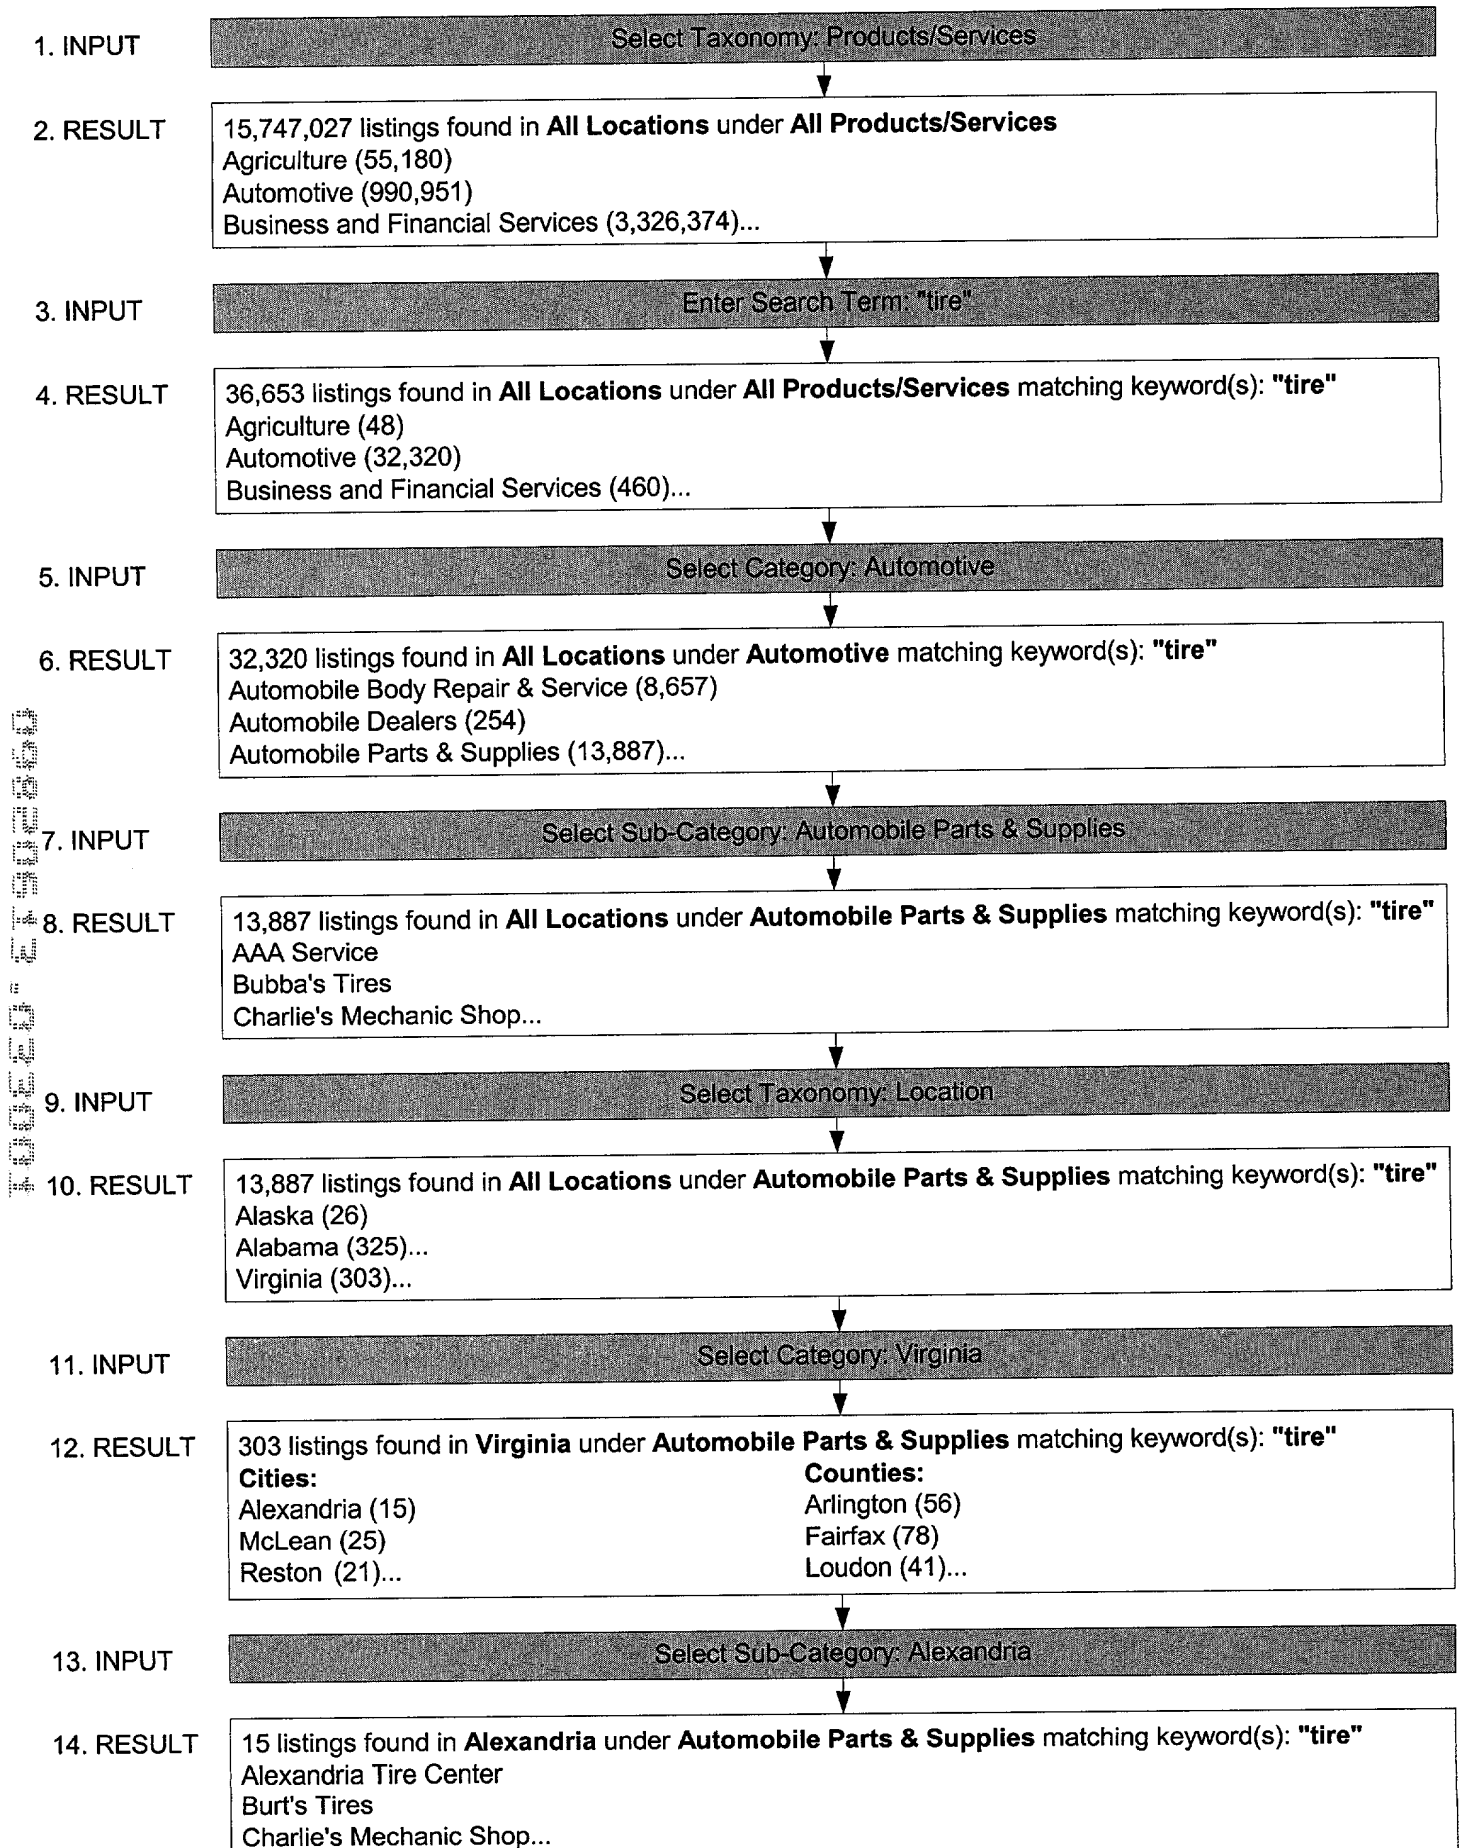 1. INPUT
Select Taxonomy: Products/Services
2. RESULT
15,747,027 listings found in All Locations under All Products/Services
Agriculture (55,180)
Automotive (990,951)
Business and Financial Services (3,326,374)...
3. INPUT
Enter Search Term: "tire"
4. RESULT
36,653 listings found in All Locations under All Products/Services matching keyword(s): "tire"
Agriculture (48)
Automotive (32,320)
Business and Financial Services (460)...
5. INPUT
Select Category: Automotive
6. RESULT
32,320 listings found in All Locations under Automotive matching keyword(s): "tire"
Automobile Body Repair & Service (8,657)
Automobile Dealers (254)
Automobile Parts & Supplies (13,887)...
7. INPUT
Select Sub-Category: Automobile Parts & Supplies
8. RESULT
13,887 listings found in All Locations under Automobile Parts & Supplies matching keyword(s): "tire"
AAA Service
Bubba's Tires
Charlie's Mechanic Shop...
9. INPUT
Select Taxonomy: Location
10. RESULT
13,887 listings found in All Locations under Automobile Parts & Supplies matching keyword(s): "tire"
Alaska (26)
Alabama (325)...
Virginia (303)...
11. INPUT
Select Category: Virginia
12. RESULT
303 listings found in Virginia under Automobile Parts & Supplies matching keyword(s): "tire"
Cities:
Alexandria (15)
McLean (25)
Reston (21)...
Counties:
Arlington (56)
Fairfax (78)
Loudon (41)...
13. INPUT
Select Sub-Category: Alexandria
14. RESULT
15 listings found in Alexandria under Automobile Parts & Supplies matching keyword(s): "tire"
Alexandria Tire Center
Burt's Tires
Charlie's Mechanic Shop...